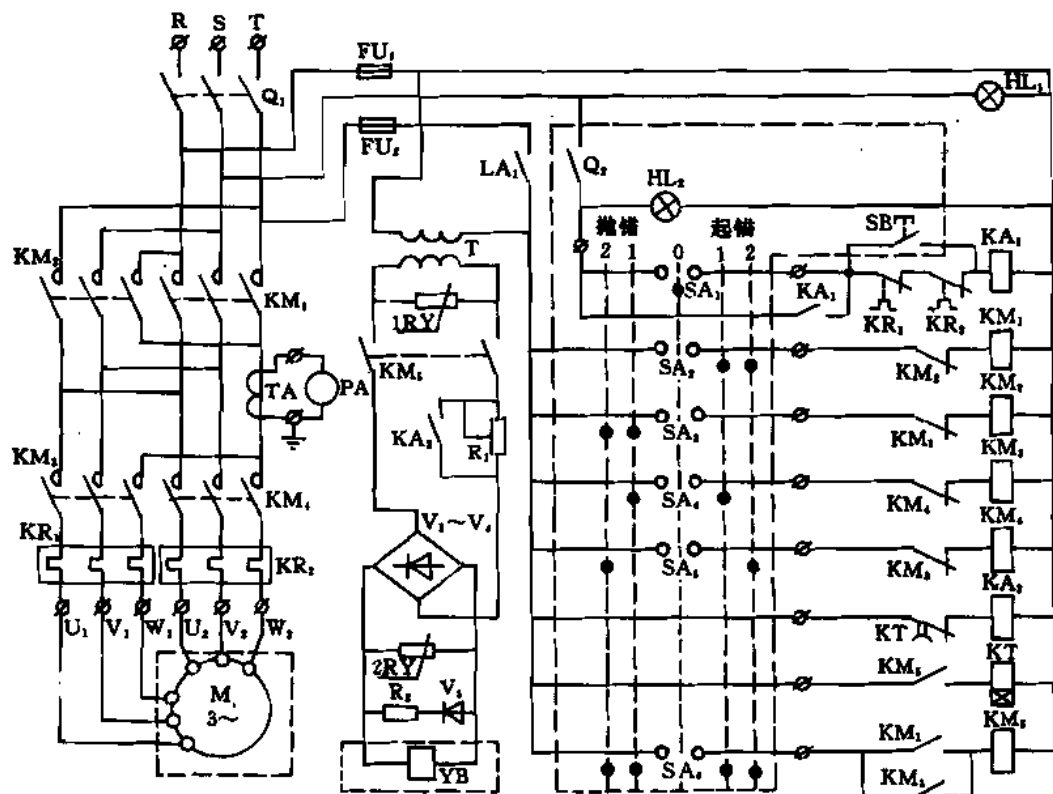 R S T
FU₁
HL₁
Q₁
FU₂
LA₁
Q₂
HL₂
抛锚
起锚
SB
KA₁
2 1 0 1 2
T
SA₁
KA₁
KR₁
KR₂
KM₂
KM₁
1RY
KM₁
TA
PA
KM₅
SA₂
KM₂
KM₂
KA₂
R₁
SA₃
KM₁
KM₃
KM₃
KM₄
V₁～V₄
SA₄
KM₄
KM₄
KR₁
KR₂
SA₅
KM₃
KA₂
U₁ V₁ W₁ U₂ V₂ W₂
KT
KT
2RY
R₂
V₅
KM₅
M
3～
KM₅
YB
SA₆
KM₁
KM₂